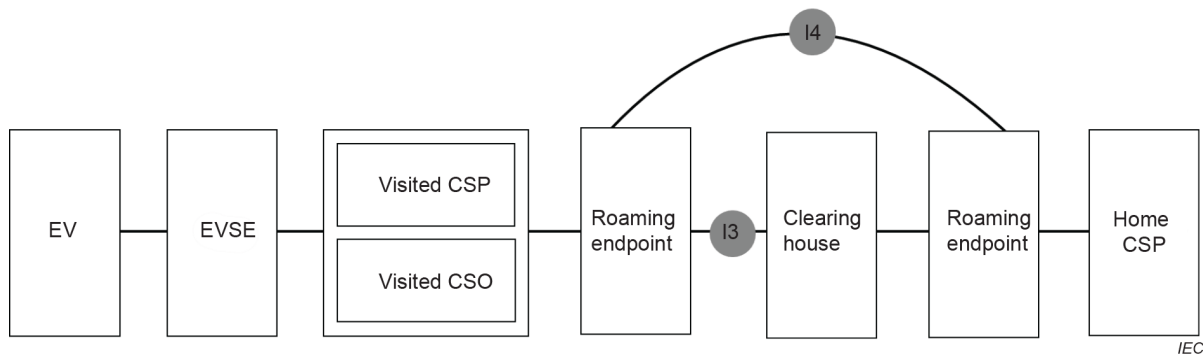 I4
EV
EVSE
Visited CSP
Visited CSO
Roaming
endpoint
I3
Clearing
house
Roaming
endpoint
Home
CSP
IEC